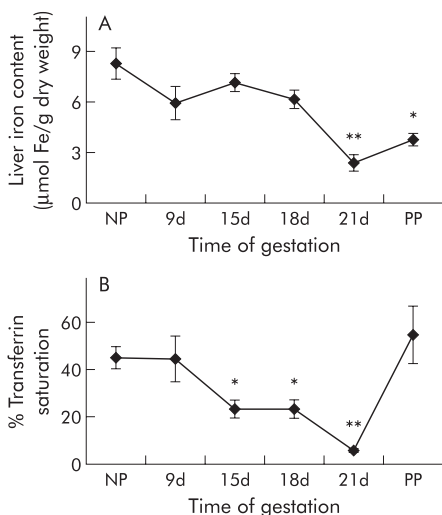 A
Liver iron content
(μmol Fe/g dry weight)
9
6
3
0
**
*
NP 9d 15d 18d 21d PP
Time of gestation
B
% Transferrin
saturation
60
40
20
0
*
*
**
NP 9d 15d 18d 21d PP
Time of gestation